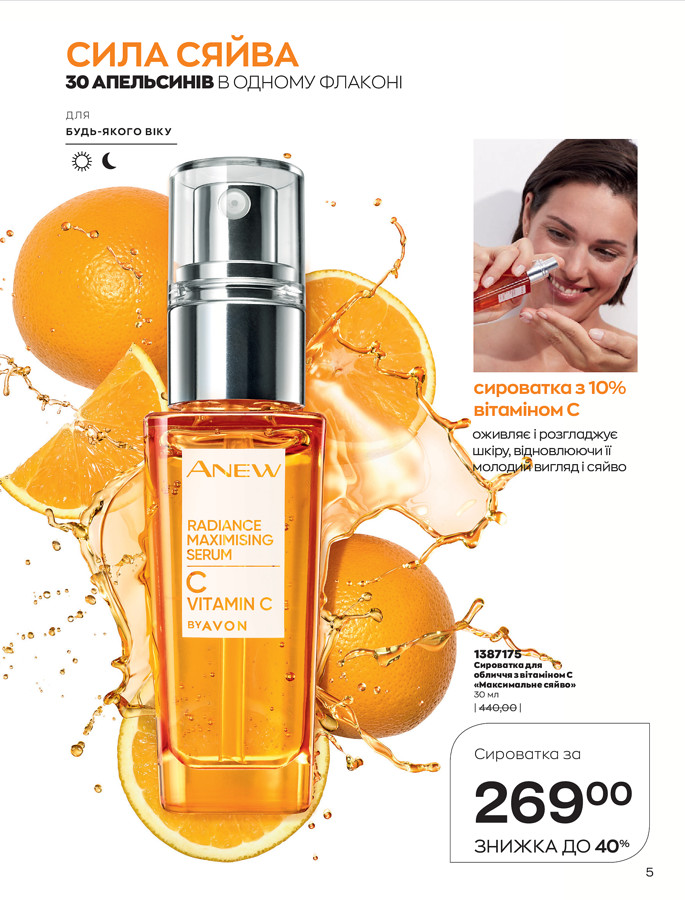 СИЛА СЯЙВА
30 АПЕЛЬСИНІВ В ОДНОМУ ФЛАКОНІ
ДЛЯ
БУДЬ-ЯКОГО ВІКУ
сироватка з 10%
вітаміном С
оживляє і розгладжує
шкіру, відновлюючи її
молодий вигляд і сяйво
ANEW
RADIANCE
MAXIMISING
SERUM
C
VITAMIN C
BY AVON
1387175
Сироватка для
обличчя з вітаміном С
«Максимальне сяйво»
30 мл
| 440,00 |
Сироватка за
269⁰⁰
ЗНИЖКА ДО 40%
5